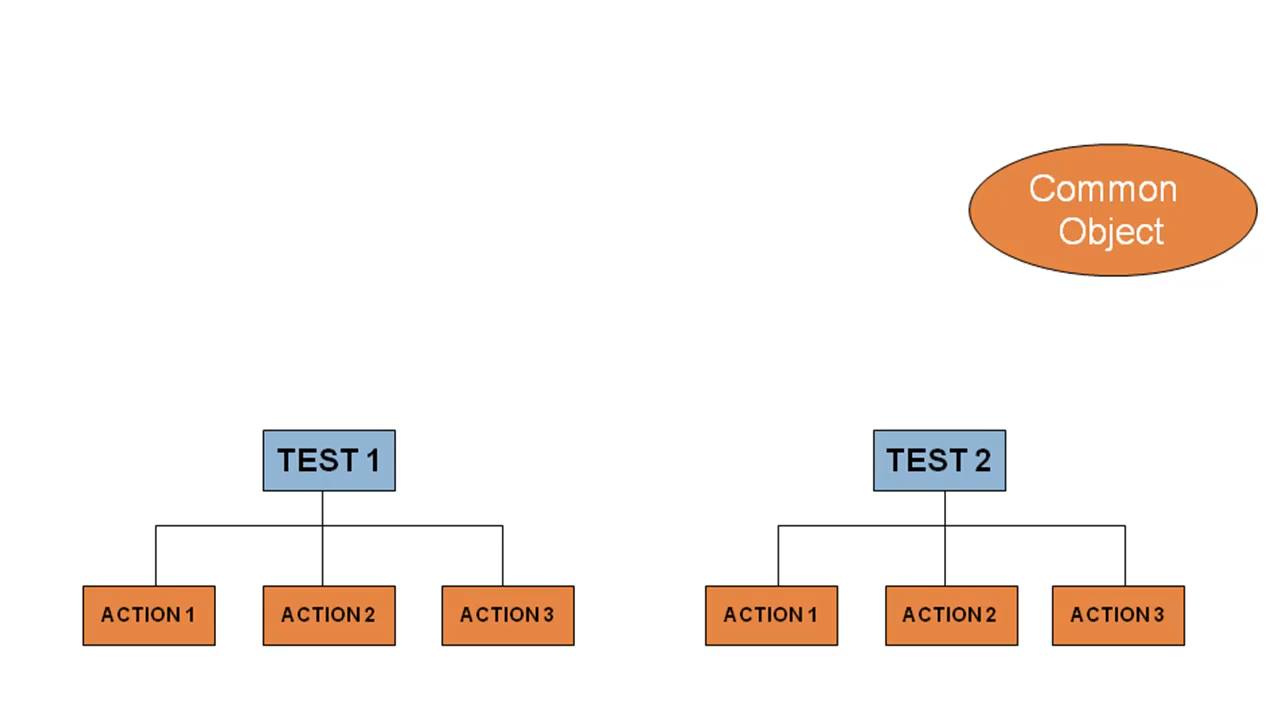 Common
Object
TEST 1
TEST 2
ACTION 1
ACTION 2
ACTION 3
ACTION 1
ACTION 2
ACTION 3